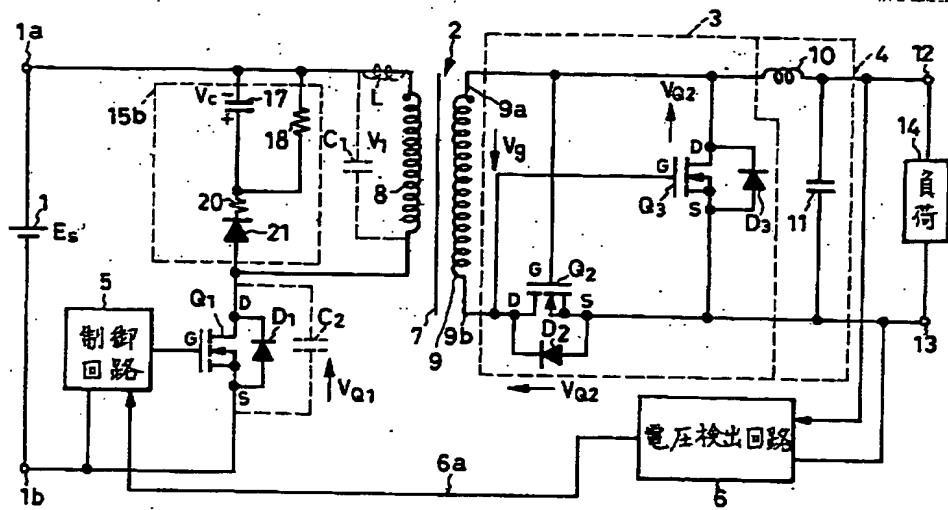 1a
2
3
10
4
12
15b
Vc
−
+
17
18
L
C1
V1
8
9a
Vg
VQ2
D
G
S
Q3
D3
11
14
負荷
1
Es
20
21
5
制御回路
Q1
D
G
S
D1
C2
VQ1
7
9
9b
G
Q2
D
S
D2
VQ2
13
電圧検出回路
6
6a
1b